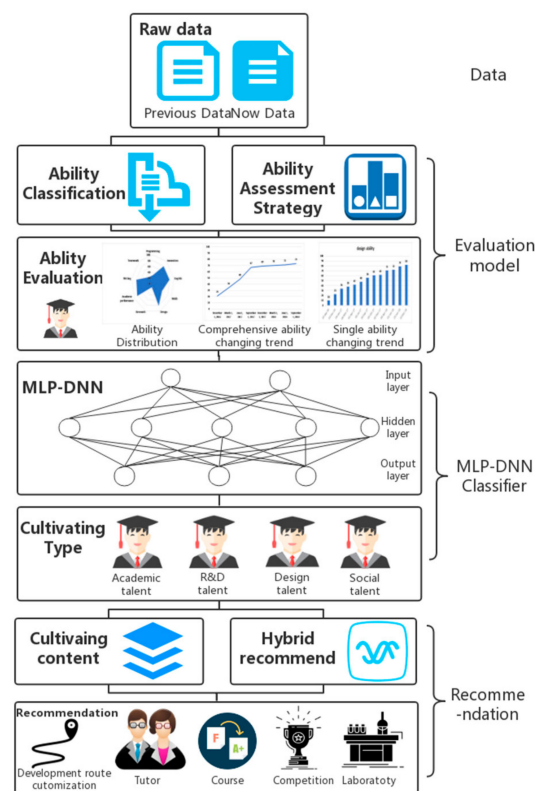 Raw data
Previous Data Now Data
Data
Ability
Classification
Ability
Assessment
Strategy
Ablity
Evaluation
Ability
Distribution
Comprehensive ability
changing trend
Single ability
changing trend
Evaluation
model
MLP-DNN
Input
layer
Hidden
layer
Output
layer
MLP-DNN
Classifier
Cultivating
Type
Academic
talent
R&D
talent
Design
talent
Social
talent
Cultivaing
content
Hybrid
recommend
Recomme
-ndation
Recommendation
Development route
cutomization
Tutor
F
A+
Course
Competition
Laboratoty